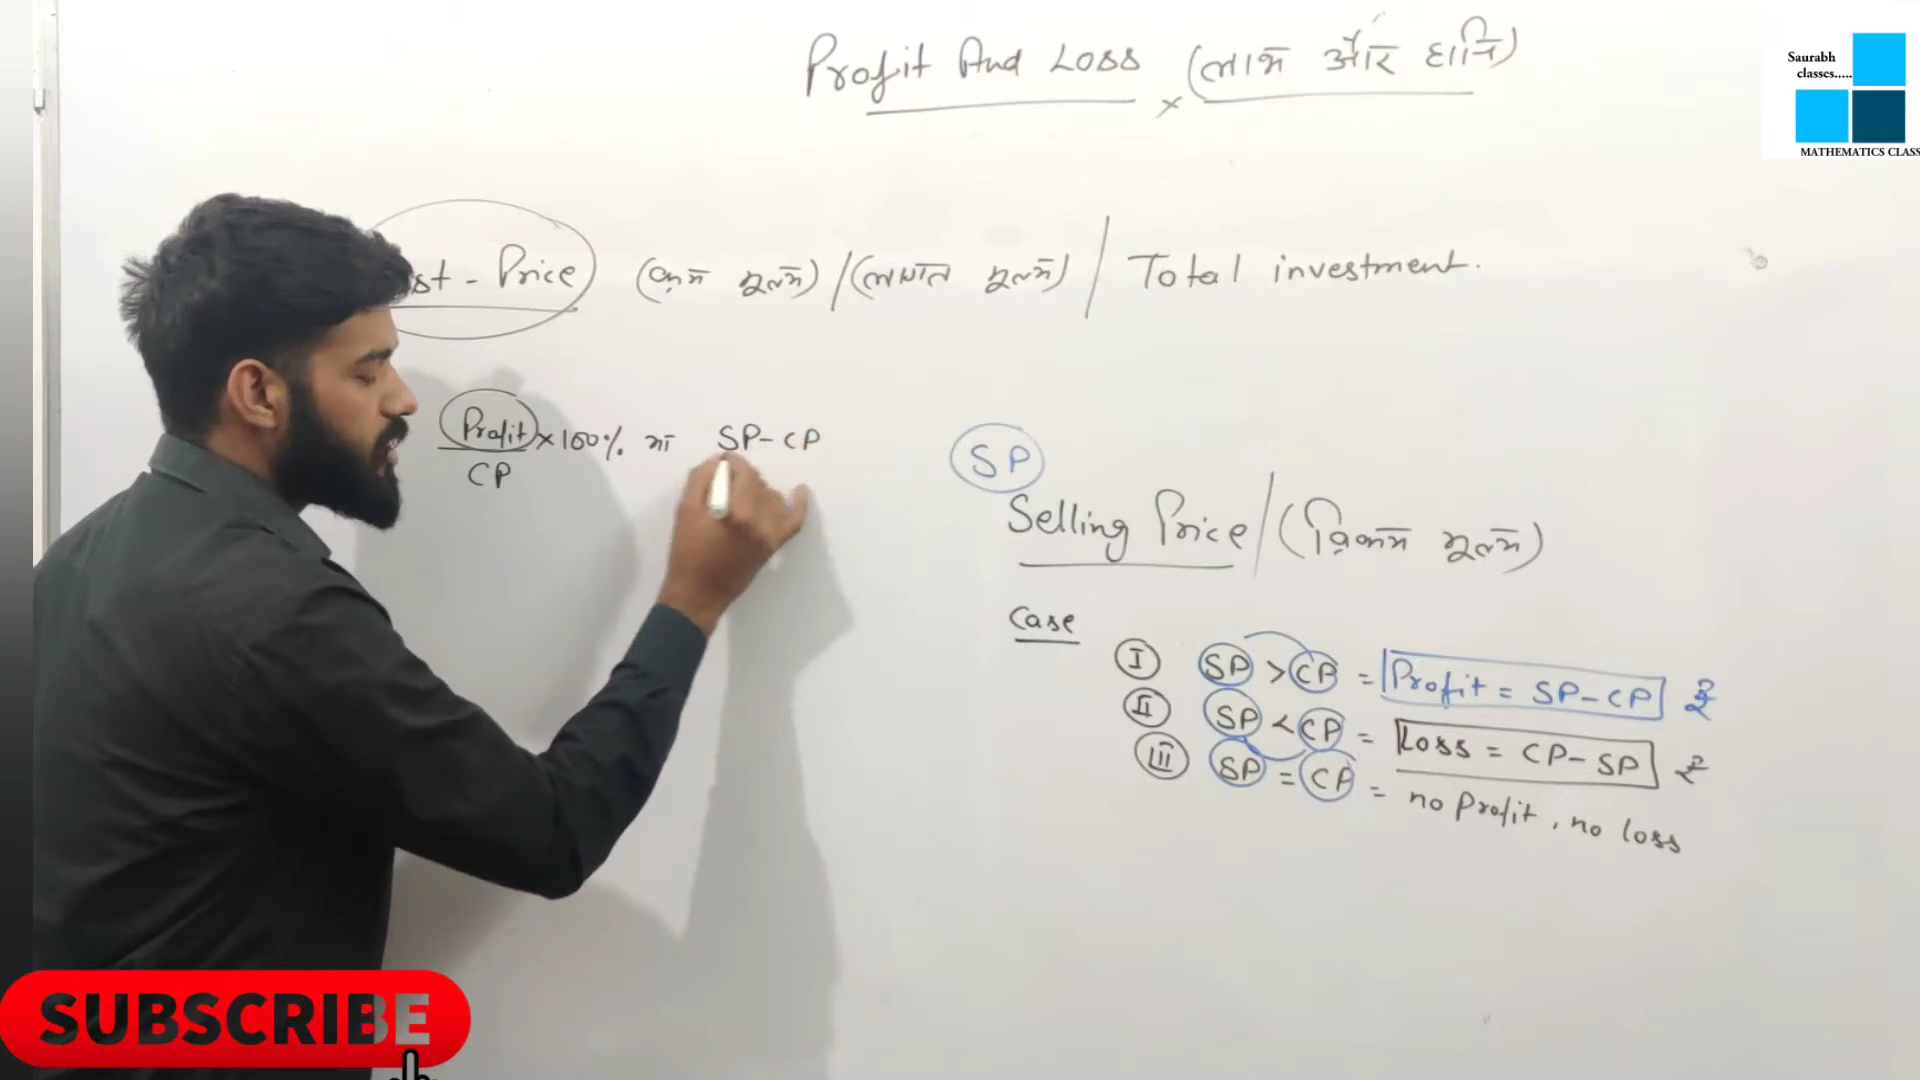 Profit And Loss (लाभ और हानि)
Saurabh
classes.....
MATHEMATICS CLASS
st - Price (क्रय मूल्य) / (लागत मूल्य) / Total investment.
Profit × 100% या SP - CP
CP
SP
Selling Price / (विक्रय मूल्य)
Case
I SP > CP = Profit = SP - CP ₹
II SP < CP = Loss = CP - SP ₹
III SP = CP = no Profit, no loss
SUBSCRIBE